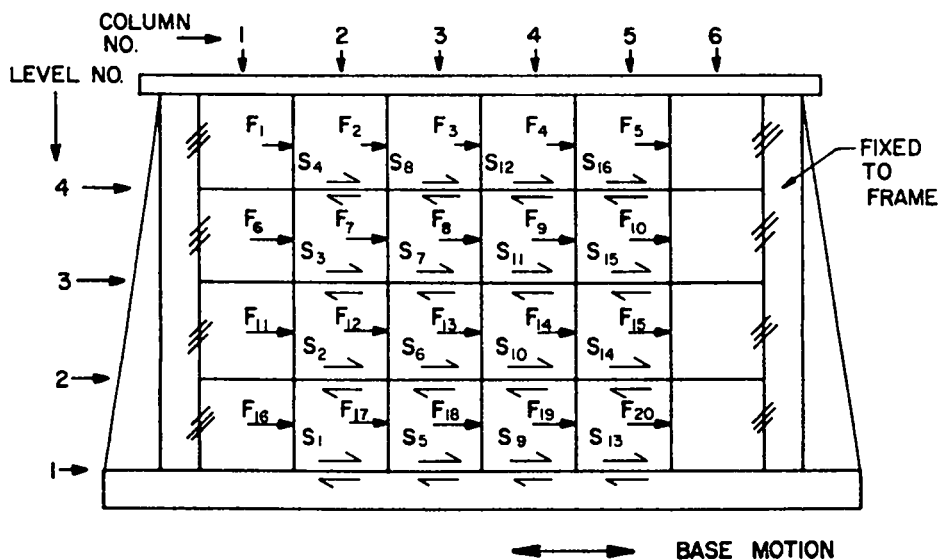 COLUMN NO. 1 2 3 4 5 6
LEVEL NO.
F1 F2 F3 F4 F5
S4 S8 S12 S16
FIXED TO FRAME
4
F6 F7 F8 F9 F10
S3 S7 S11 S15
3
F11 F12 F13 F14 F15
S2 S6 S10 S14
2
F16 F17 F18 F19 F20
S1 S5 S9 S13
1
BASE MOTION